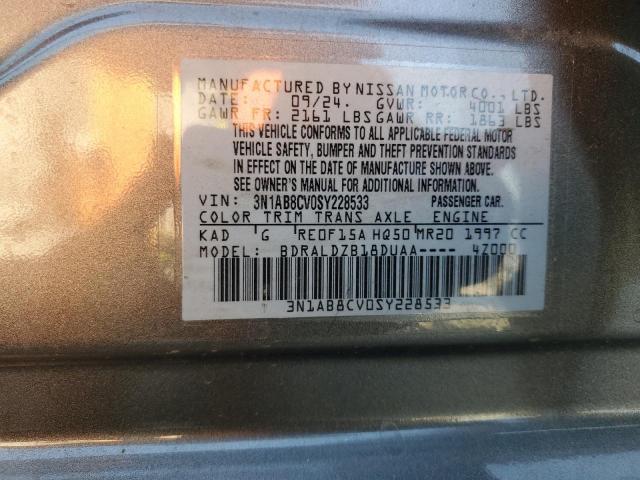 MANUFACTURED BY NISSAN MOTOR CO., LTD.
DATE: 09/24. GVWR: 4001 LBS
GAWR FR: 2161 LBS GAWR RR: 1863 LBS
THIS VEHICLE CONFORMS TO ALL APPLICABLE FEDERAL MOTOR
VEHICLE SAFETY, BUMPER AND THEFT PREVENTION STANDARDS
IN EFFECT ON THE DATE OF MANUFACTURE SHOWN ABOVE.
SEE OWNER'S MANUAL FOR ADDITIONAL INFORMATION.
VIN: 3N1AB8CV0SY228533 PASSENGER CAR.
COLOR TRIM TRANS AXLE ENGINE
KAD G RE0F15A HQ50 MR20 1997 CC
MODEL: BDRALDZB18DUAA---- 4Z000
3N1AB8CV0SY228533